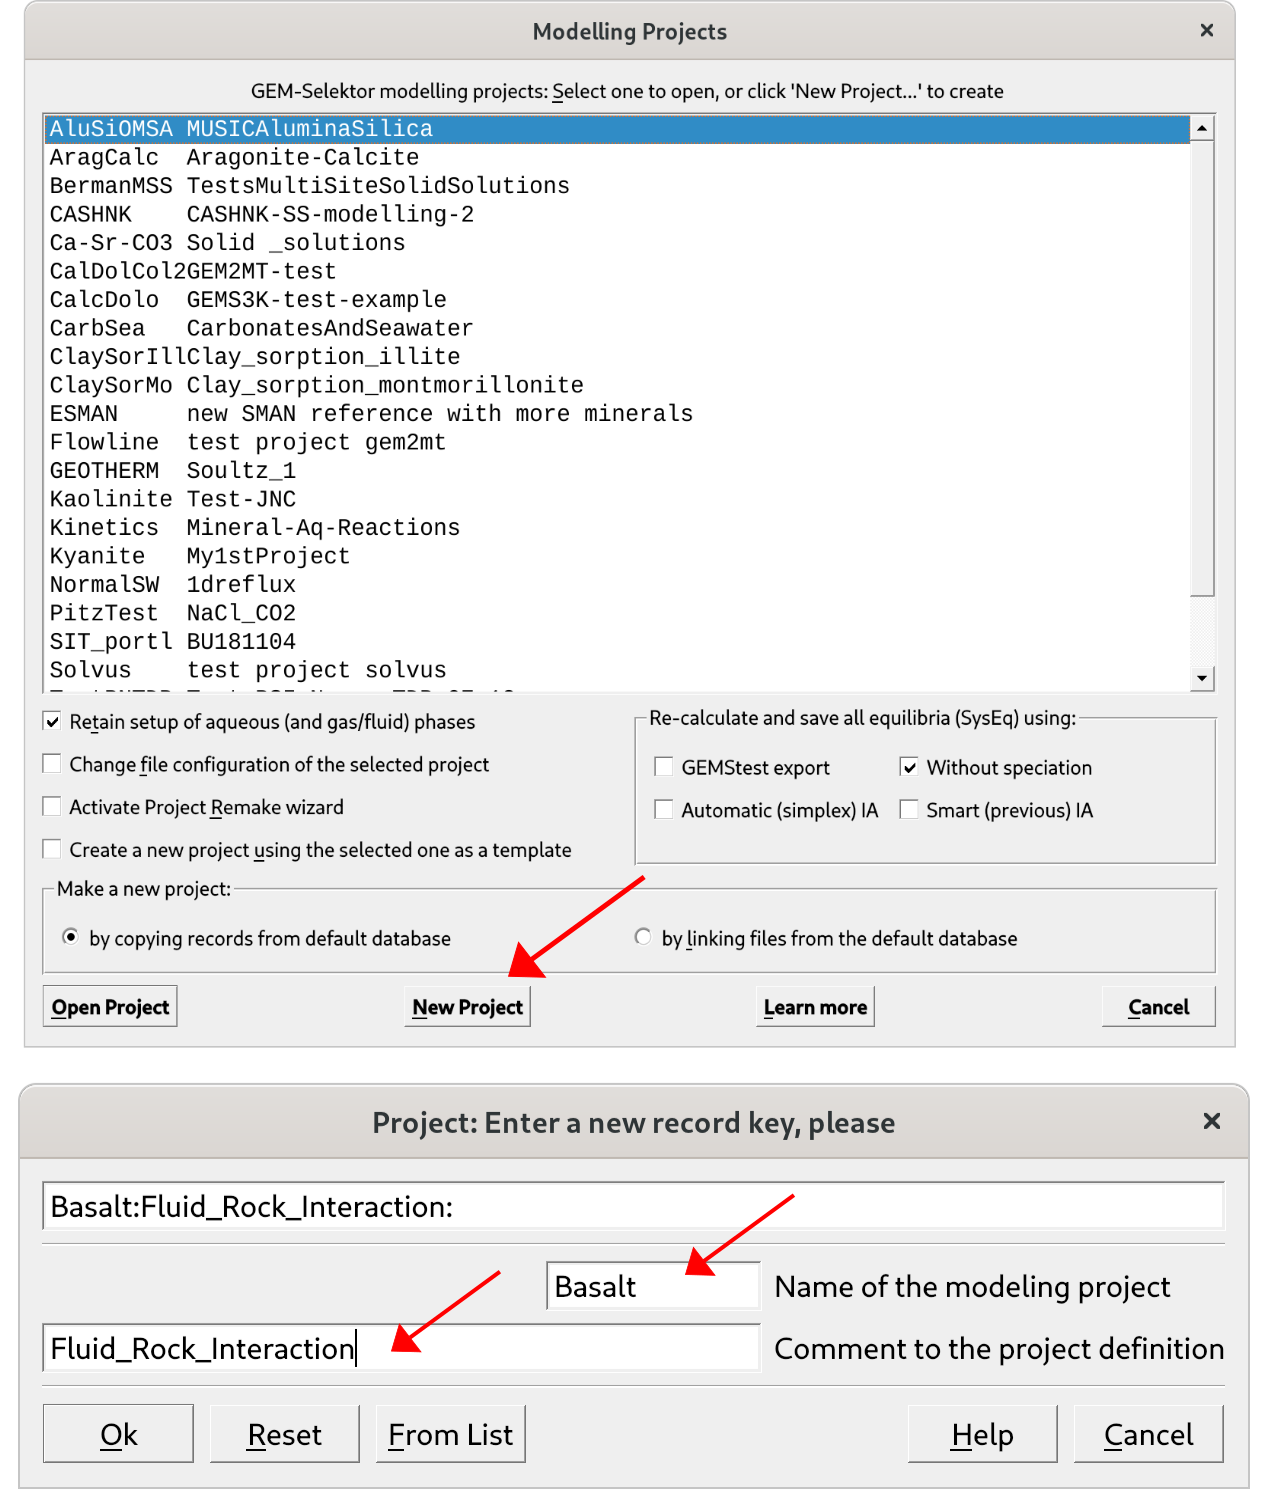 Modelling Projects
GEM-Selektor modelling projects: Select one to open, or click 'New Project...' to create
AluSiOMSA MUSICAluminaSilica
AragCalc Aragonite-Calcite
BermanMSS TestsMultiSiteSolidSolutions
CASHNK CASHNK-SS-modelling-2
Ca-Sr-CO3 Solid _solutions
CalDolCol2GEM2MT-test
CalcDolo GEMS3K-test-example
CarbSea CarbonatesAndSeawater
ClaySorIllClay_sorption_illite
ClaySorMo Clay_sorption_montmorillonite
ESMAN new SMAN reference with more minerals
Flowline test project gem2mt
GEOTHERM Soultz_1
Kaolinite Test-JNC
Kinetics Mineral-Aq-Reactions
Kyanite My1stProject
NormalSW 1dreflux
PitzTest NaCl_CO2
SIT_portl BU181104
Solvus test project solvus
Retain setup of aqueous (and gas/fluid) phases
Change file configuration of the selected project
Activate Project Remake wizard
Create a new project using the selected one as a template
Re-calculate and save all equilibria (SysEq) using:
GEMStest export Without speciation
Automatic (simplex) IA Smart (previous) IA
Make a new project:
by copying records from default database by linking files from the default database
Open Project New Project Learn more Cancel
Project: Enter a new record key, please
Basalt:Fluid_Rock_Interaction:
Basalt Name of the modeling project
Fluid_Rock_Interaction Comment to the project definition
Ok Reset From List Help Cancel